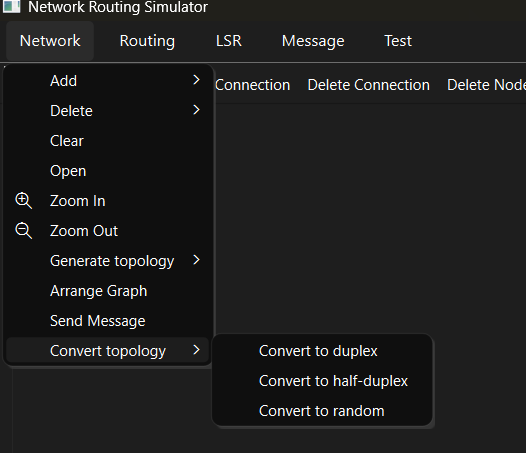 Network Routing Simulator
Network Routing LSR Message Test
Connection Delete Connection Delete Node
Add
Delete
Clear
Open
Zoom In
Zoom Out
Generate topology
Arrange Graph
Send Message
Convert topology
Convert to duplex
Convert to half-duplex
Convert to random